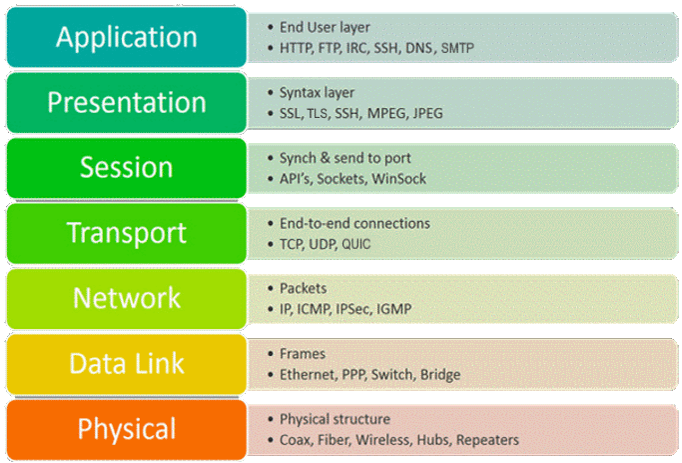 Application
• End User layer
• HTTP, FTP, IRC, SSH, DNS, SMTP
Presentation
• Syntax layer
• SSL, TLS, SSH, MPEG, JPEG
Session
• Synch & send to port
• API's, Sockets, WinSock
Transport
• End-to-end connections
• TCP, UDP, QUIC
Network
• Packets
• IP, ICMP, IPSec, IGMP
Data Link
• Frames
• Ethernet, PPP, Switch, Bridge
Physical
• Physical structure
• Coax, Fiber, Wireless, Hubs, Repeaters